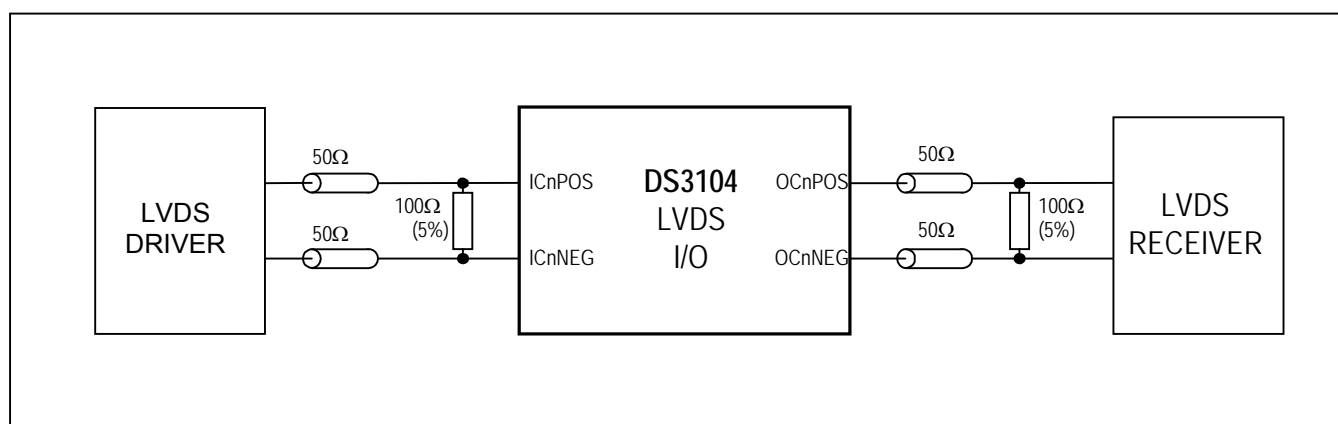 LVDS
DRIVER
50Ω
50Ω
100Ω
(5%)
ICnPOS
ICnNEG
DS3104
LVDS
I/O
OCnPOS
OCnNEG
50Ω
50Ω
100Ω
(5%)
LVDS
RECEIVER